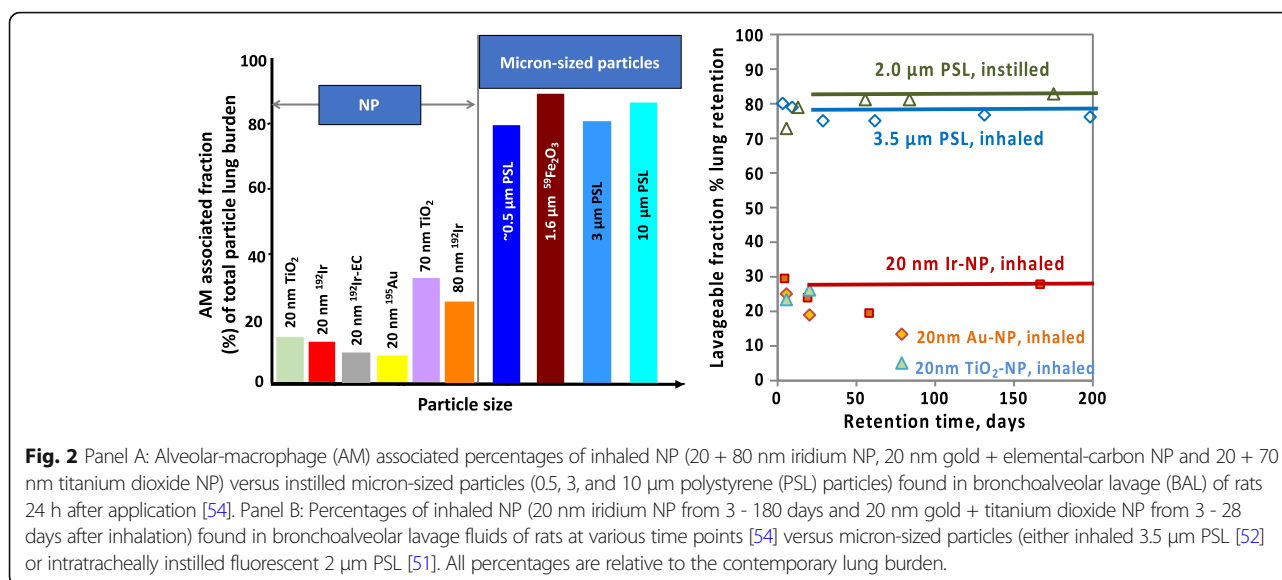 AM associated fraction
(%) of total particle lung burden
100
80
60
40
20
0
NP
Micron-sized particles
20 nm TiO₂
20 nm ¹⁹²Ir
20 nm ¹⁹²Ir-EC
20 nm ¹⁹⁵Au
70 nm TiO₂
80 nm ¹⁹²Ir
~0.5 µm PSL
1.6 µm ⁵⁹Fe₂O₃
3 µm PSL
10 µm PSL
Particle size
Lavageable fraction % lung retention
100
90
80
70
60
50
40
30
20
10
0
2.0 µm PSL, instilled
3.5 µm PSL, inhaled
20 nm Ir-NP, inhaled
20nm Au-NP, inhaled
20nm TiO₂-NP, inhaled
0 50 100 150 200
Retention time, days
Fig. 2 Panel A: Alveolar-macrophage (AM) associated percentages of inhaled NP (20 + 80 nm iridium NP, 20 nm gold + elemental-carbon NP and 20 + 70
nm titanium dioxide NP) versus instilled micron-sized particles (0.5, 3, and 10 μm polystyrene (PSL) particles) found in bronchoalveolar lavage (BAL) of rats
24 h after application [54]. Panel B: Percentages of inhaled NP (20 nm iridium NP from 3 - 180 days and 20 nm gold + titanium dioxide NP from 3 - 28
days after inhalation) found in bronchoalveolar lavage fluids of rats at various time points [54] versus micron-sized particles (either inhaled 3.5 μm PSL [52]
or intratracheally instilled fluorescent 2 μm PSL [51]. All percentages are relative to the contemporary lung burden.